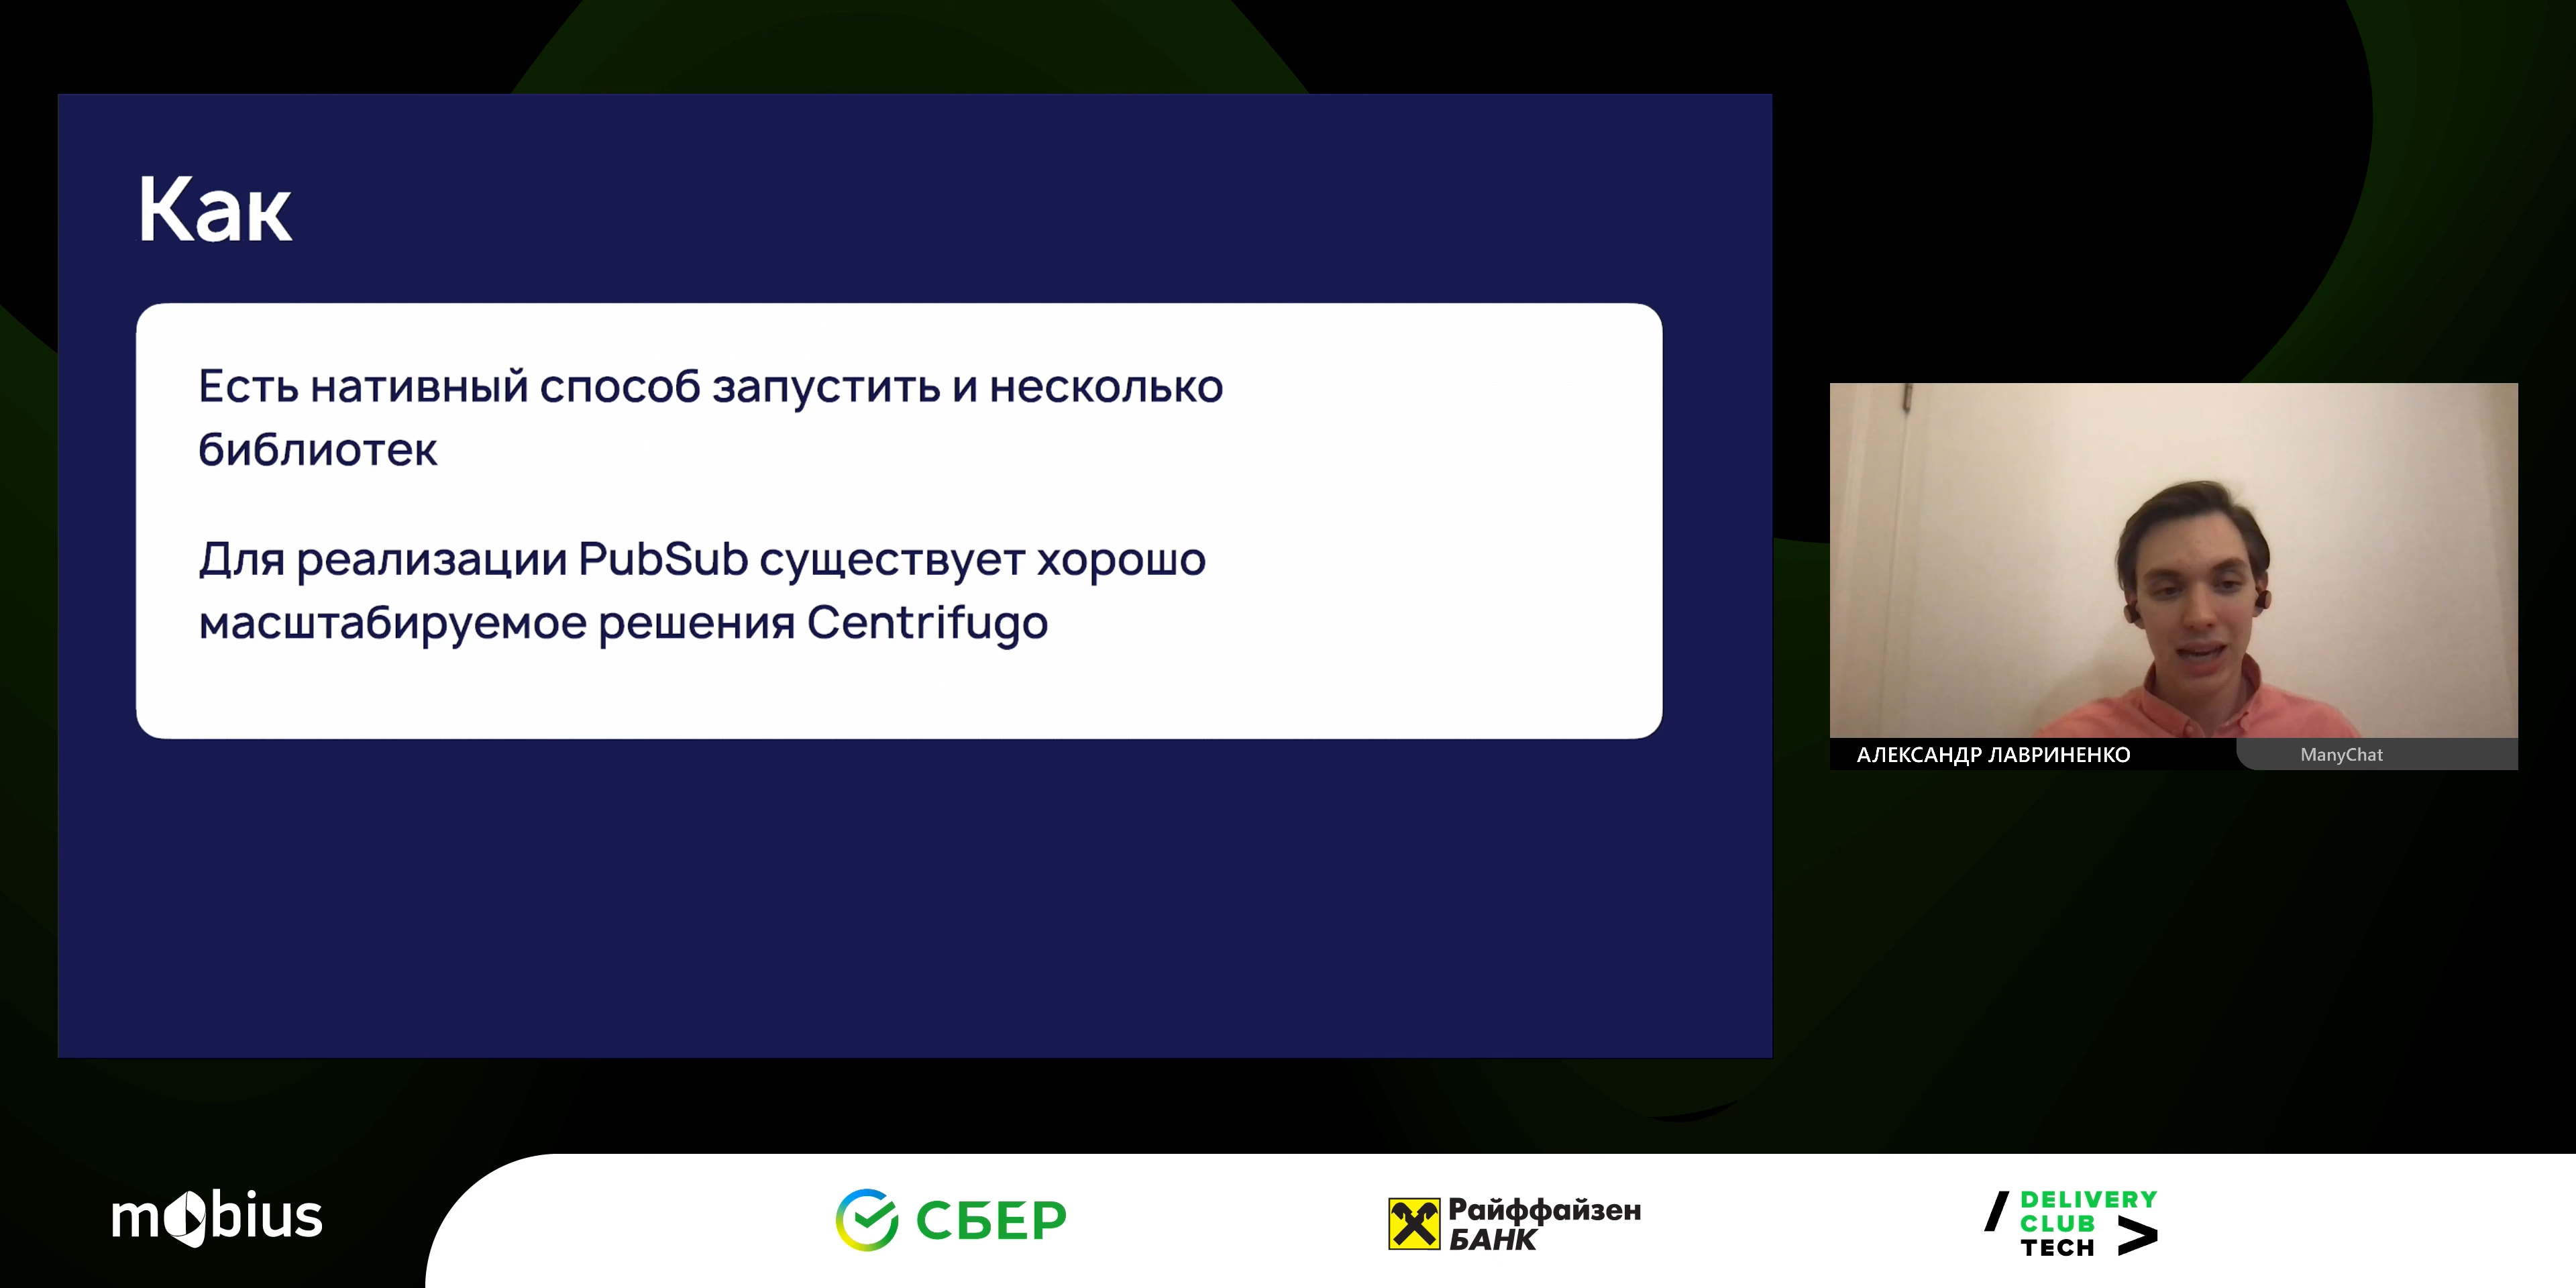 Как
Есть нативный способ запустить и несколько
библиотек
Для реализации PubSub существует хорошо
масштабируемое решения Centrifugo
АЛЕКСАНДР ЛАВРИНЕНКО
ManyChat
mobius
СБЕР
Райффайзен
БАНК
DELIVERY
CLUB
TECH